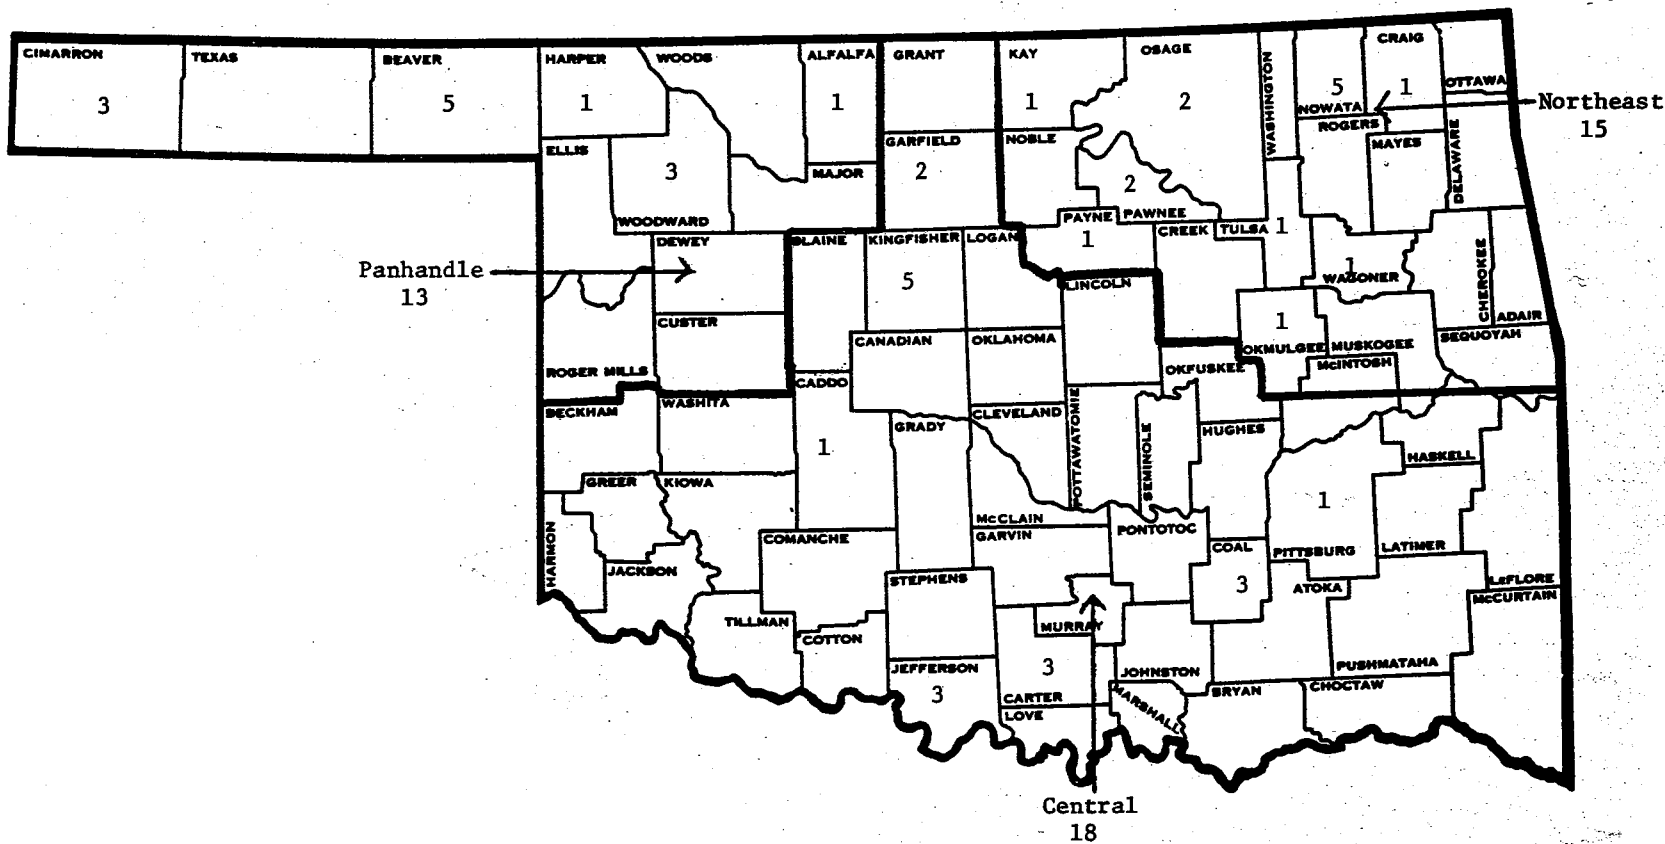 CIMARRON TEXAS BEAVER HARPER WOODS ALFALFA GRANT KAY OSAGE WASHINGTON CRAIG
3 5 1 1 1 2 5 1 OTTAWA
NOWATA Northeast
ROGERS 15
ELLIS GARFIELD NOBLE MAYES DELAWARE
3 MAJOR 2 2
WOODWARD PAYNE PAWNEE
DEWEY BLAINE KINGFISHER LOGAN 1 CREEK TULSA 1 CHEROKEE
Panhandle 5 LINCOLN 1 WAGONER
13
CUSTER 1 ADAIR
CANADIAN OKLAHOMA OKMULGEE MUSKOGEE SEQUOYAH
ROGER MILLS CADDO OKFUSKEE McINTOSH
BECKHAM WASHITA CLEVELAND POTTAWATOMIE SEMINOLE
GRADY HUGHES
1 HASKELL
GREER KIOWA 1
McCLAIN
HARMON COMANCHE GARVIN PONTOTOC
COAL PITTSBURG LATIMER
JACKSON STEPHENS 3 ATOKA LeFLORE
McCURTAIN
TILLMAN COTTON MURRAY
JEFFERSON 3 JOHNSTON PUSHMATAHA
3 CARTER MARSHALL BRYAN CHOCTAW
LOVE
Central
18